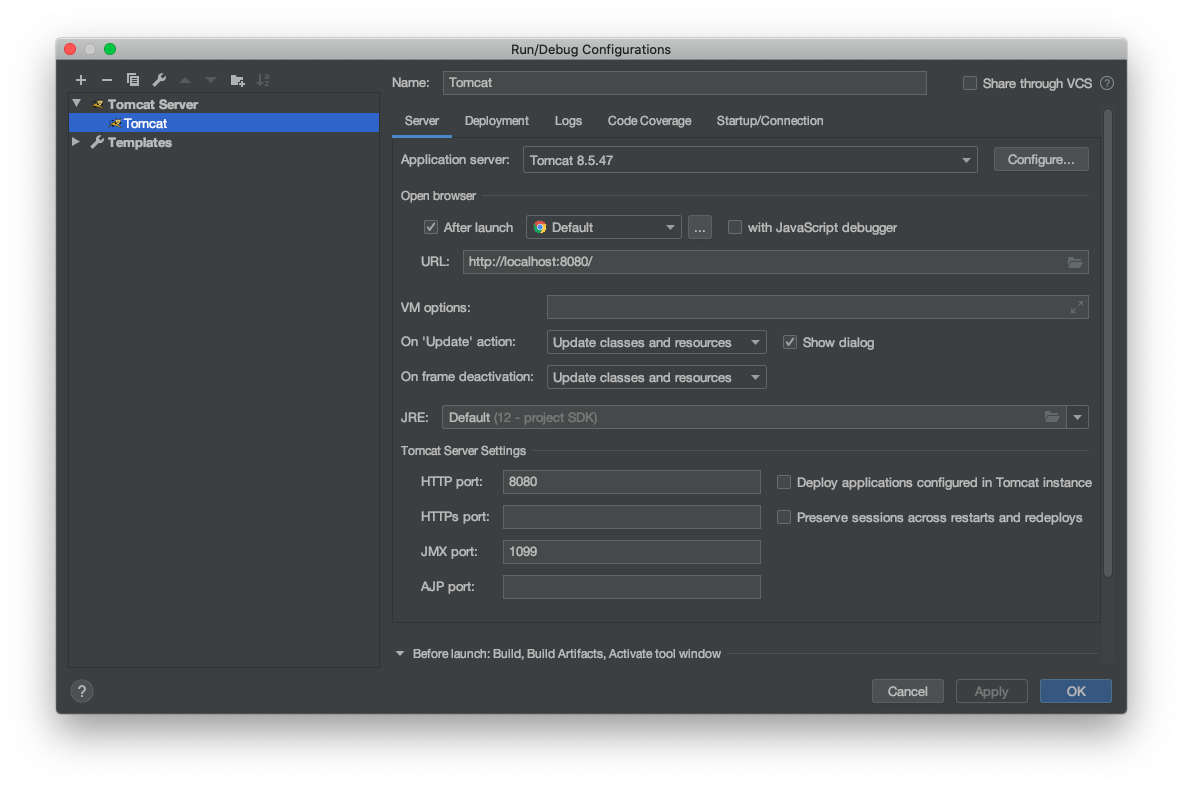 Run/Debug Configurations
Name: Tomcat Share through VCS ?
Tomcat Server
Tomcat
Templates
Server Deployment Logs Code Coverage Startup/Connection
Application server: Tomcat 8.5.47 Configure...
Open browser
After launch Default ... with JavaScript debugger
URL: http://localhost:8080/
VM options:
On 'Update' action: Update classes and resources Show dialog
On frame deactivation: Update classes and resources
JRE: Default (12 - project SDK)
Tomcat Server Settings
HTTP port: 8080 Deploy applications configured in Tomcat instance
HTTPs port: Preserve sessions across restarts and redeploys
JMX port: 1099
AJP port:
Before launch: Build, Build Artifacts, Activate tool window
? Cancel Apply OK